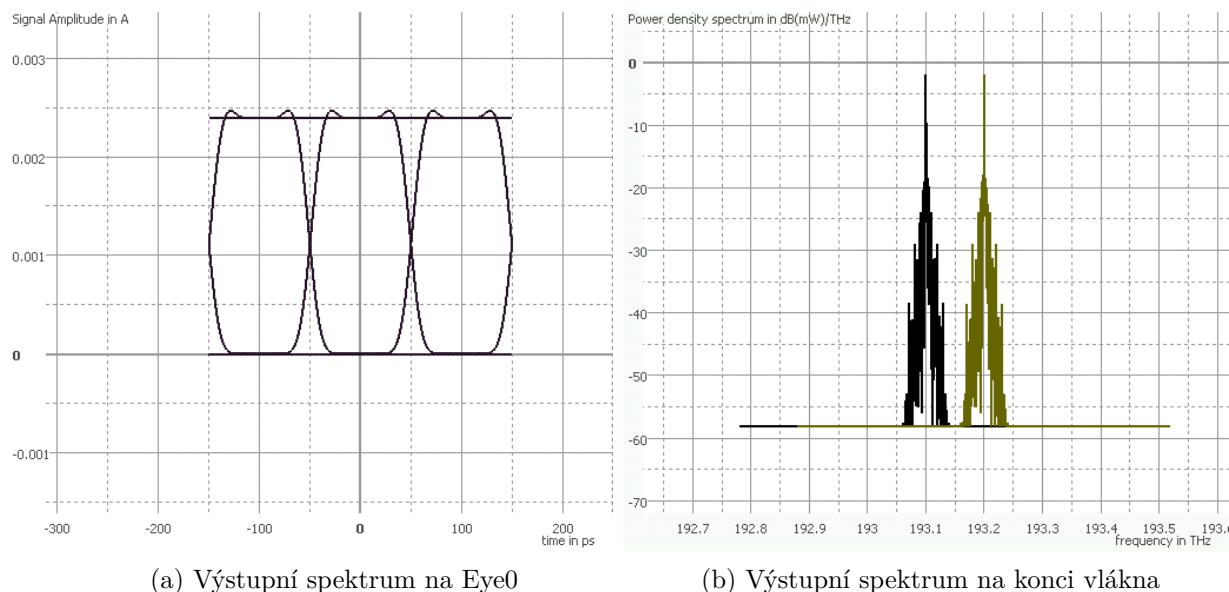 Signal Amplitude in A
0.003
0.002
0.001
0
-0.001
-300 -200 -100 0 100 200
time in ps
(a) Výstupní spektrum na Eye0
Power density spectrum in dB(mW)/THz
0
-10
-20
-30
-40
-50
-60
-70
192.7 192.8 192.9 193 193.1 193.2 193.3 193.4 193.5 193.6
frequency in THz
(b) Výstupní spektrum na konci vlákna